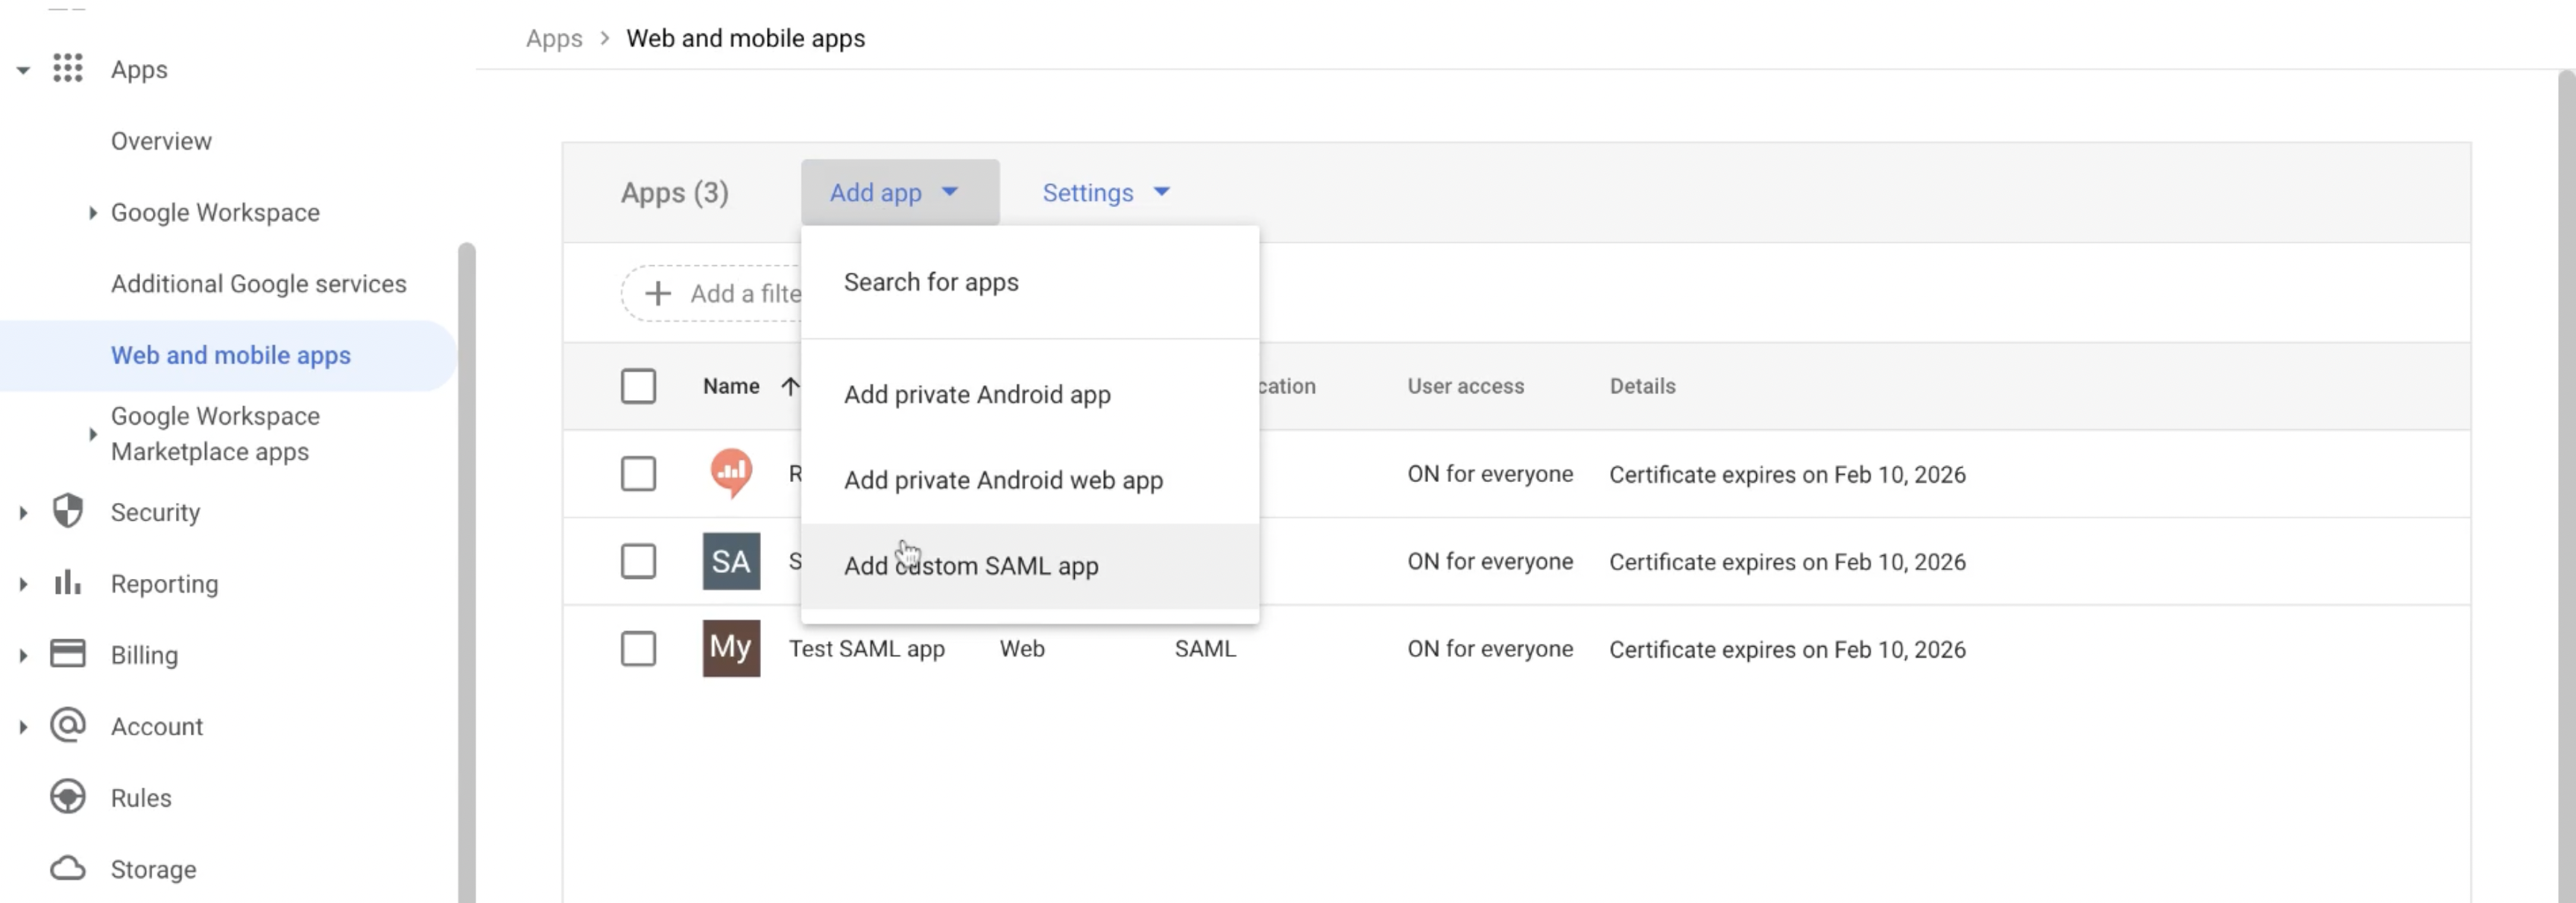 Apps > Web and mobile apps
Apps
Overview
Google Workspace
Additional Google services
Web and mobile apps
Google Workspace
Marketplace apps
Security
Reporting
Billing
Account
Rules
Storage
Apps (3)
Add app
Settings
Search for apps
Add private Android app
Add private Android web app
Add custom SAML app
Add a filte
Name
cation
User access
Details
R
ON for everyone
Certificate expires on Feb 10, 2026
SA
S
ON for everyone
Certificate expires on Feb 10, 2026
My
Test SAML app
Web
SAML
ON for everyone
Certificate expires on Feb 10, 2026